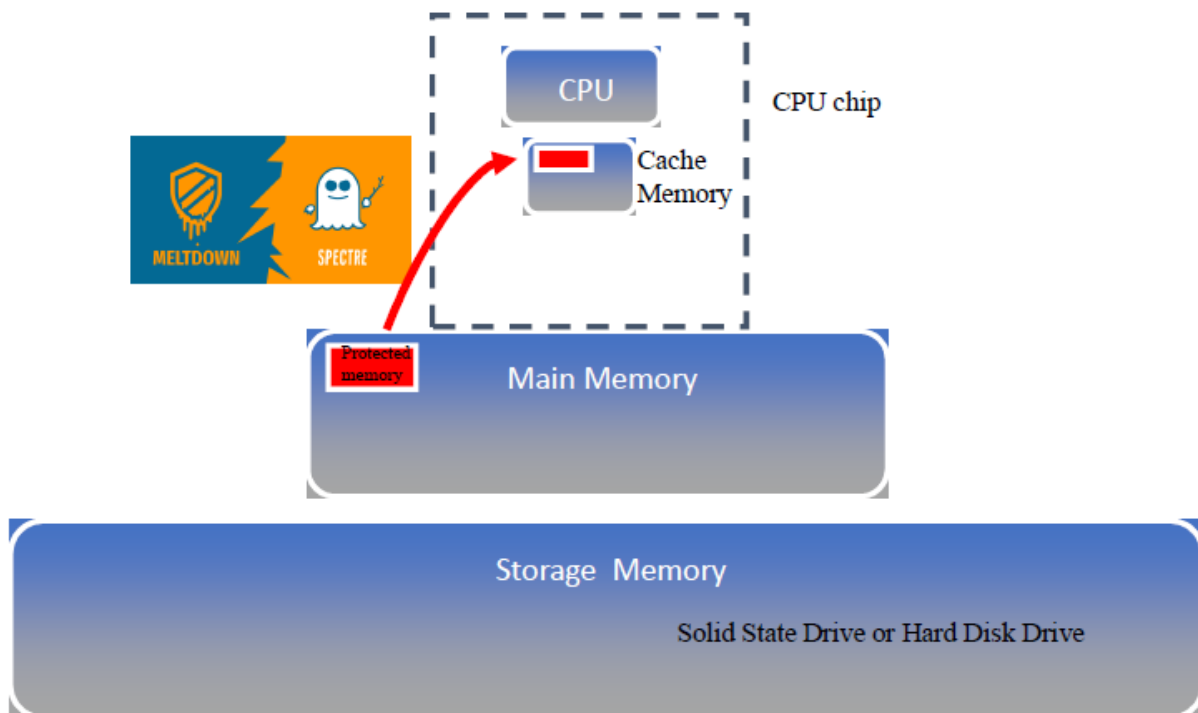 CPU
CPU chip
Cache
Memory
MELTDOWN
SPECTRE
Protected
memory
Main Memory
Storage Memory
Solid State Drive or Hard Disk Drive